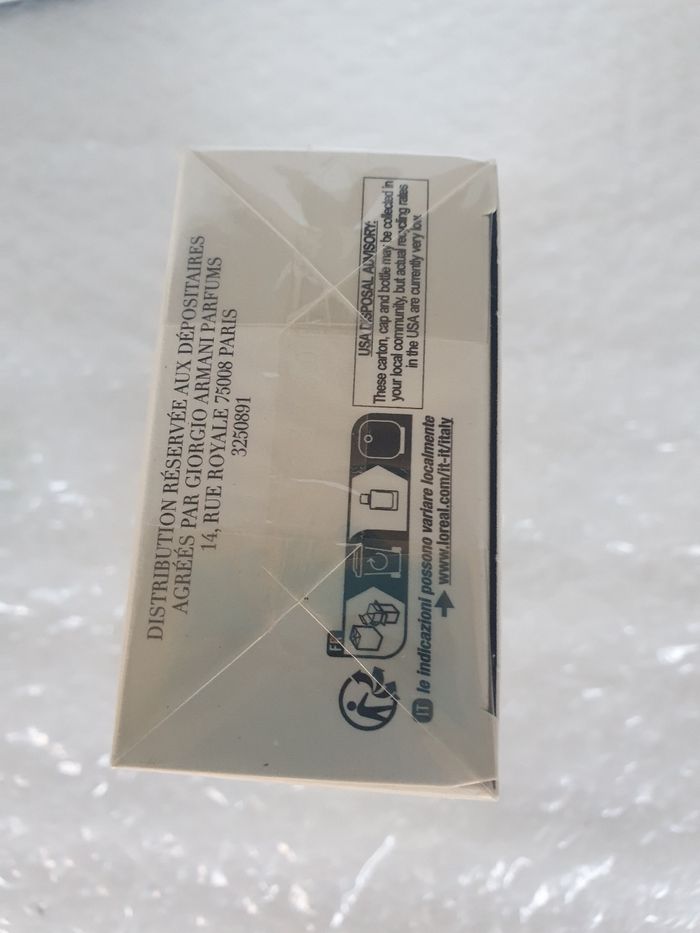 DISTRIBUTION RÉSERVÉE AUX DÉPOSITAIRES
AGRÉÉS PAR GIORGIO ARMANI PARFUMS
14, RUE ROYALE 75008 PARIS
3250891
USA DISPOSAL ADVISORY:
These carton, cap and bottle may be collected in
your local community, but actual recycling rates
in the USA are currently very low.
FR
IT le indicazioni possono variare localmente
www.loreal.com/it-it/italy